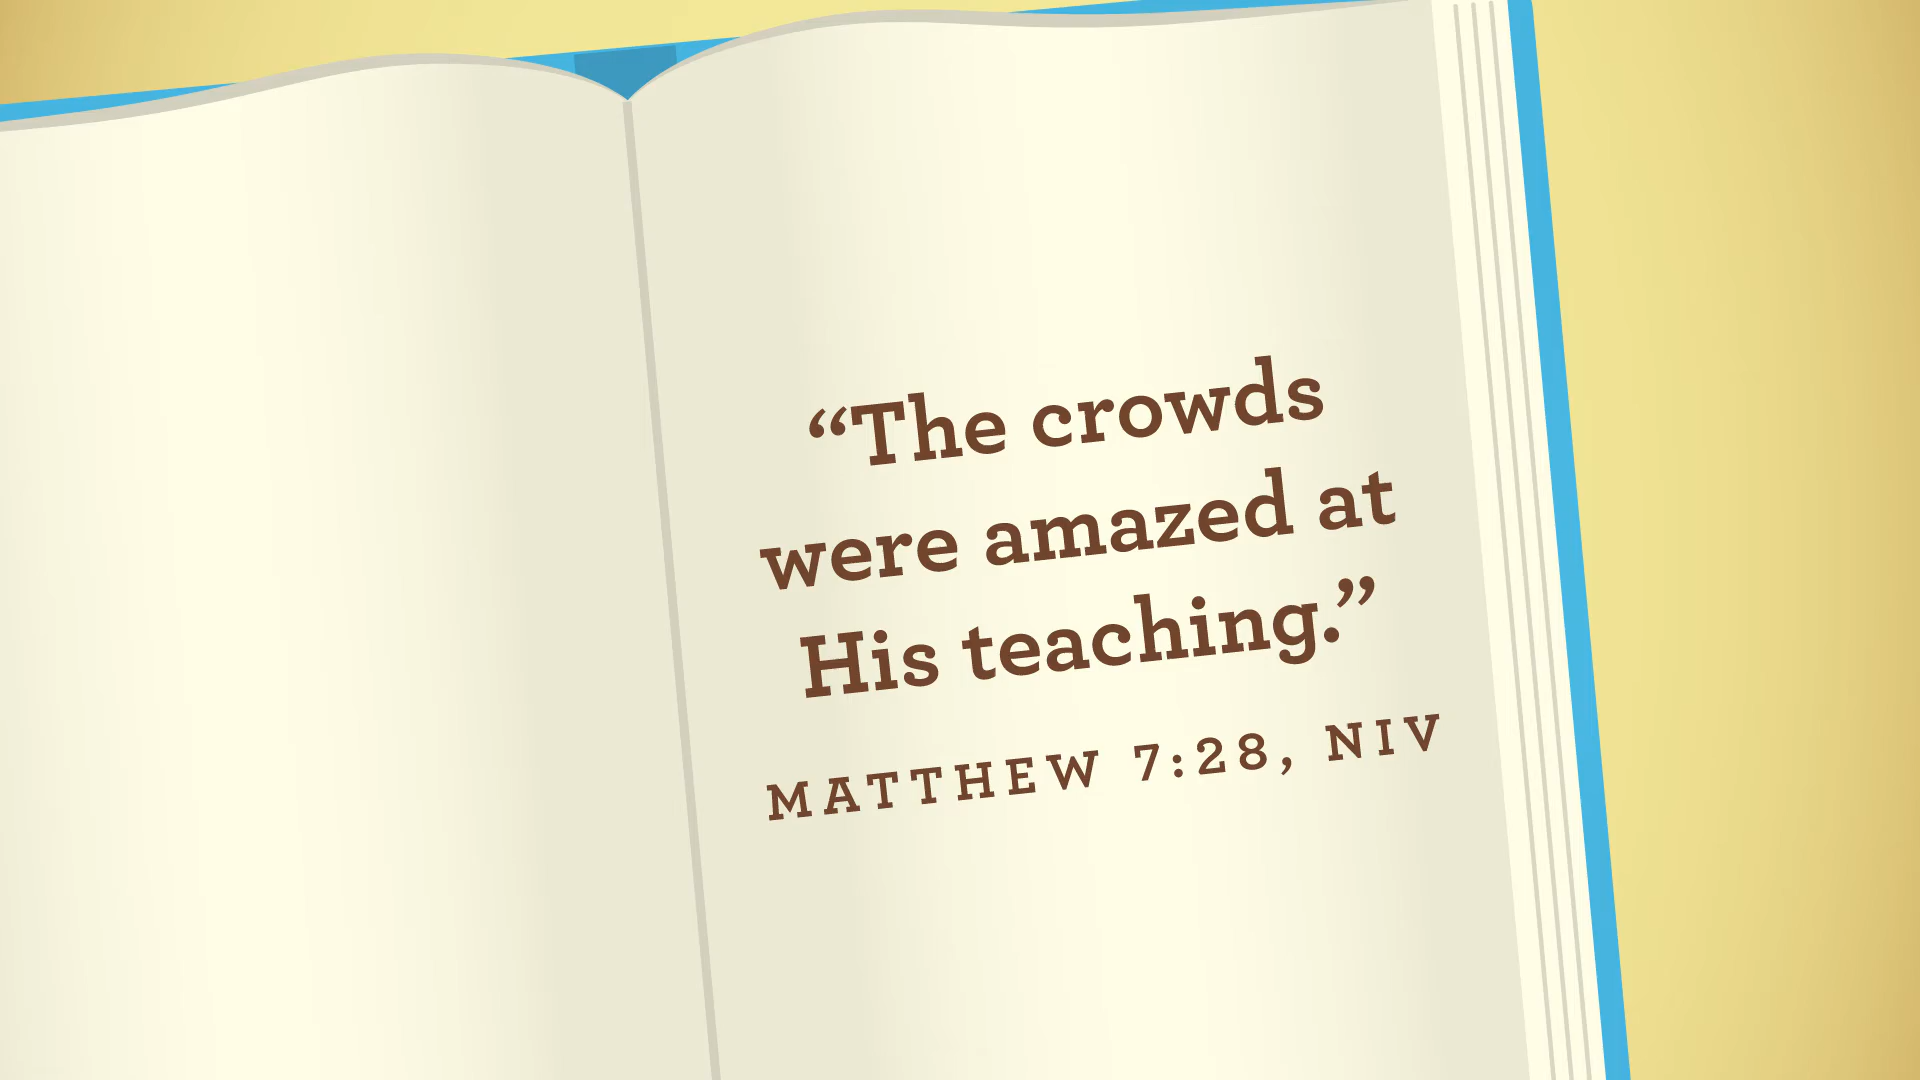 “The crowds
were amazed at
His teaching.”
MATTHEW 7:28, NIV